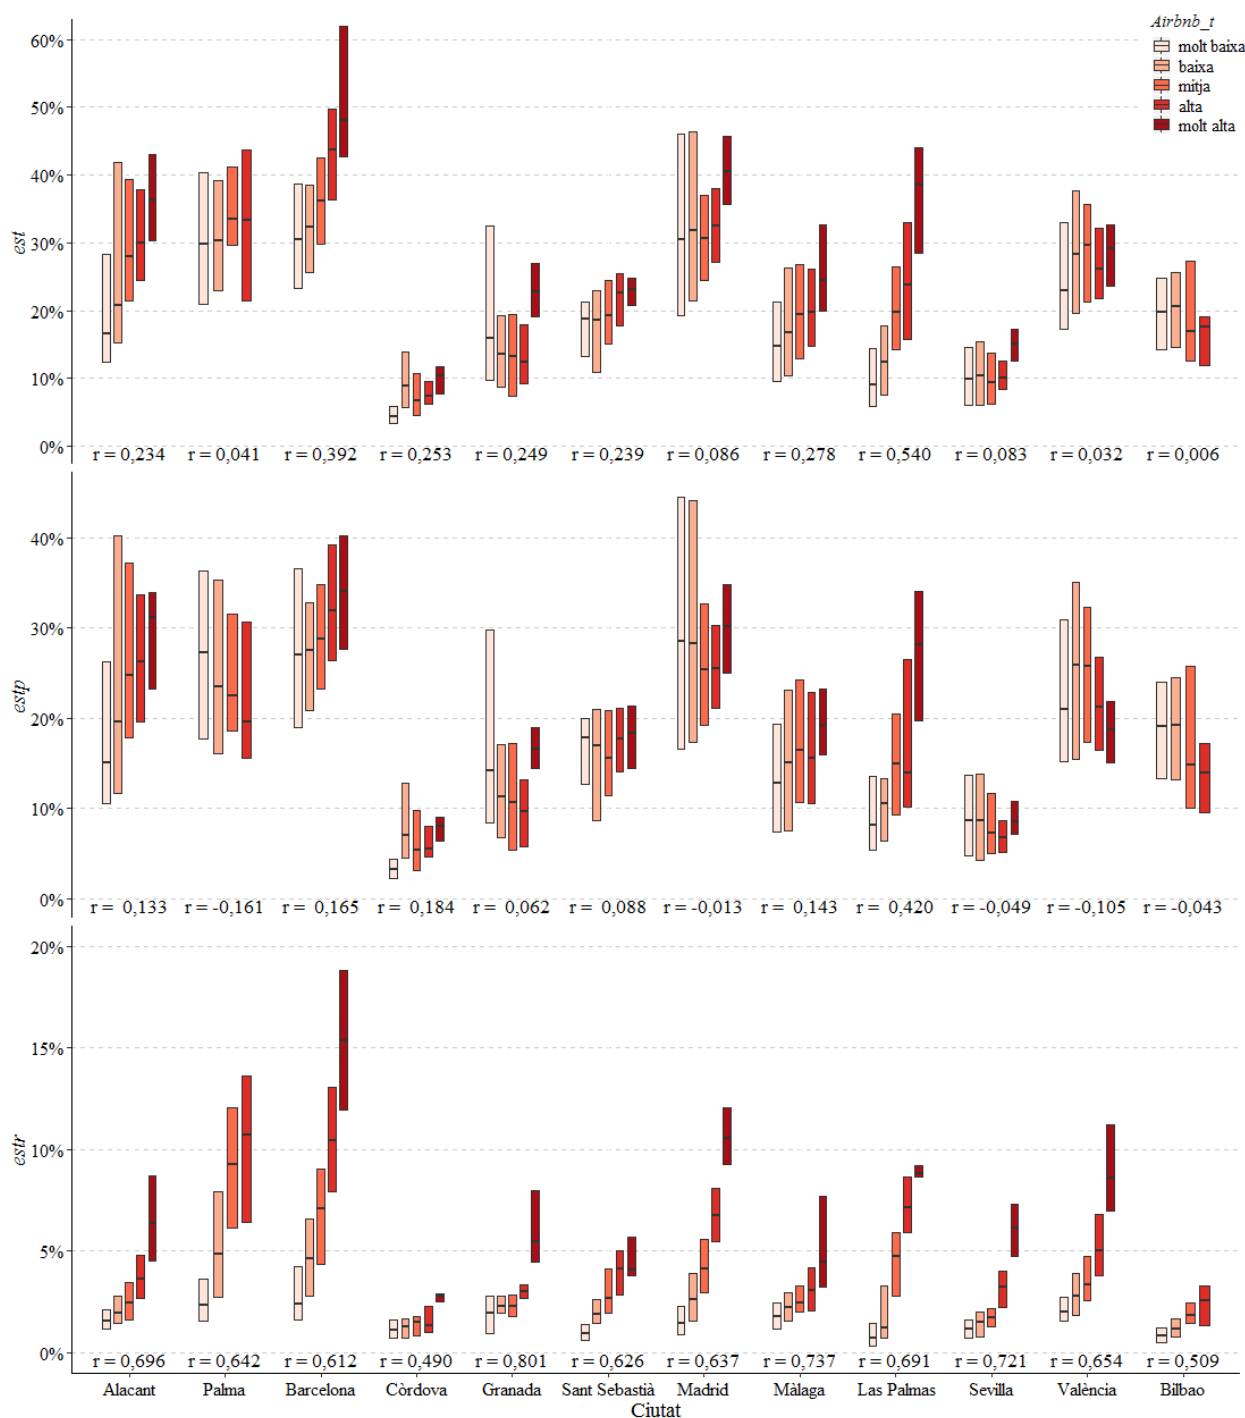 Airbnb_t
molt baixa
baixa
mitja
alta
molt alta
est
60%
50%
40%
30%
20%
10%
0%
r = 0,234 r = 0,041 r = 0,392 r = 0,253 r = 0,249 r = 0,239 r = 0,086 r = 0,278 r = 0,540 r = 0,083 r = 0,032 r = 0,006
estp
40%
30%
20%
10%
0%
r = 0,133 r = -0,161 r = 0,165 r = 0,184 r = 0,062 r = 0,088 r = -0,013 r = 0,143 r = 0,420 r = -0,049 r = -0,105 r = -0,043
estr
20%
15%
10%
5%
0%
r = 0,696 r = 0,642 r = 0,612 r = 0,490 r = 0,801 r = 0,626 r = 0,637 r = 0,737 r = 0,691 r = 0,721 r = 0,654 r = 0,509
Alacant Palma Barcelona Còrdova Granada Sant Sebastià Madrid Màlaga Las Palmas Sevilla València Bilbao
Ciutat